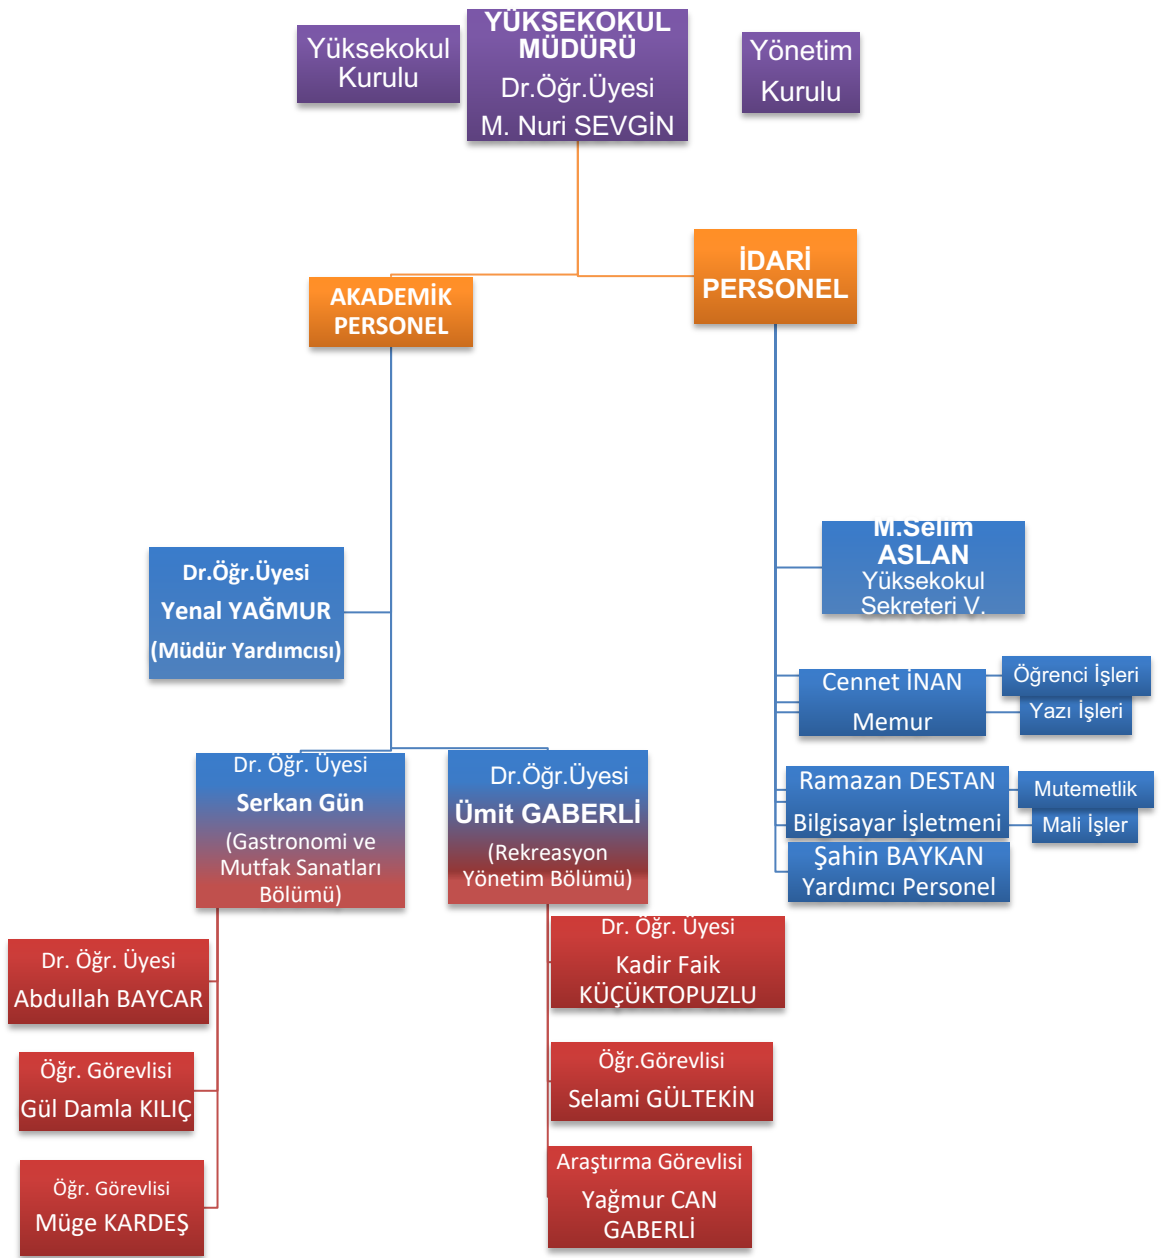 Yüksekokul
Kurulu
YÜKSEKOKUL
MÜDÜRÜ
Dr.Öğr.Üyesi
M. Nuri SEVGİN
Yönetim
Kurulu
AKADEMİK
PERSONEL
İDARİ
PERSONEL
Dr.Öğr.Üyesi
Yenal YAĞMUR
(Müdür Yardımcısı)
M.Selim
ASLAN
Yüksekokul
Sekreteri V.
Cennet İNAN
Memur
Öğrenci İşleri
Yazı İşleri
Ramazan DESTAN
Bilgisayar İşletmeni
Mutemetlik
Mali İşler
Şahin BAYKAN
Yardımcı Personel
Dr. Öğr. Üyesi
Serkan Gün
(Gastronomi ve
Mutfak Sanatları
Bölümü)
Dr.Öğr.Üyesi
Ümit GABERLİ
(Rekreasyon
Yönetim Bölümü)
Dr. Öğr. Üyesi
Abdullah BAYCAR
Öğr. Görevlisi
Gül Damla KILIÇ
Öğr. Görevlisi
Müge KARDEŞ
Dr. Öğr. Üyesi
Kadir Faik
KÜÇÜKTOPUZLU
Öğr.Görevlisi
Selami GÜLTEKİN
Araştırma Görevlisi
Yağmur CAN
GABERLİ